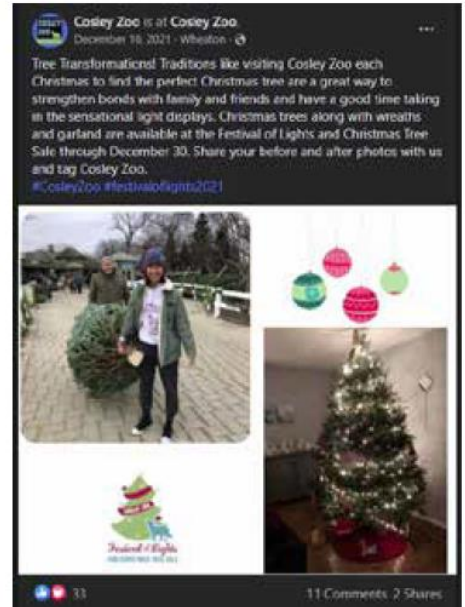 Cosley Zoo is at Cosley Zoo.
December 16, 2021 · Wheaton ·
Tree Transformations! Traditions like visiting Cosley Zoo each
Christmas to find the perfect Christmas tree are a great way to
strengthen bonds with family and friends and have a good time taking
in the sensational light displays. Christmas trees along with wreaths
and garland are available at the Festival of Lights and Christmas Tree
Sale through December 30. Share your before and after photos with us
and tag Cosley Zoo.
#CosleyZoo #festivaloflights2021
Festival of Lights
33
11 Comments 2 Shares